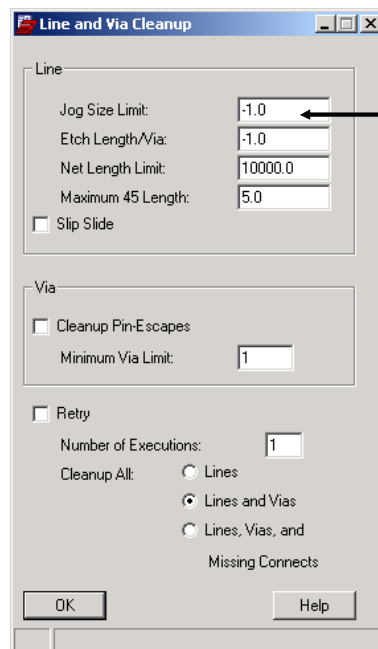 Line and Via Cleanup
Line
Jog Size Limit: -1.0
Etch Length/Via: -1.0
Net Length Limit: 10000.0
Maximum 45 Length: 5.0
Slip Slide
Via
Cleanup Pin-Escapes
Minimum Via Limit: 1
Retry
Number of Executions: 1
Cleanup All: Lines
Lines and Vias
Lines, Vias, and
Missing Connects
OK Help